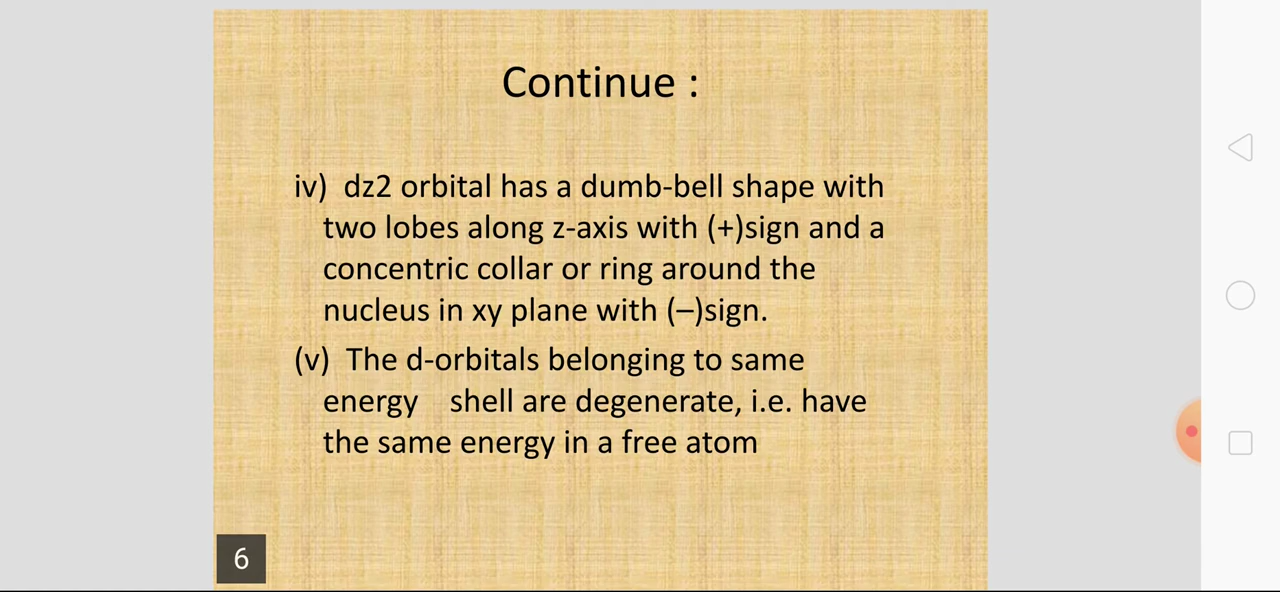 Continue :
iv)  dz2 orbital has a dumb-bell shape with
two lobes along z-axis with (+)sign and a
concentric collar or ring around the
nucleus in xy plane with (–)sign.
(v)  The d-orbitals belonging to same
energy    shell are degenerate, i.e. have
the same energy in a free atom
6